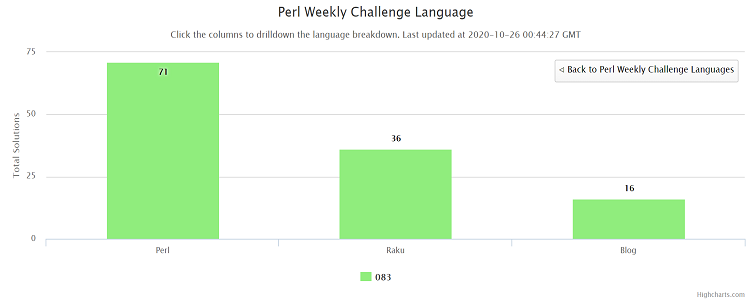 Perl Weekly Challenge Language
Click the columns to drilldown the language breakdown. Last updated at 2020-10-26 00:44:27 GMT
◁ Back to Perl Weekly Challenge Languages
Total Solutions
75
50
25
0
71
36
16
Perl
Raku
Blog
083
Highcharts.com